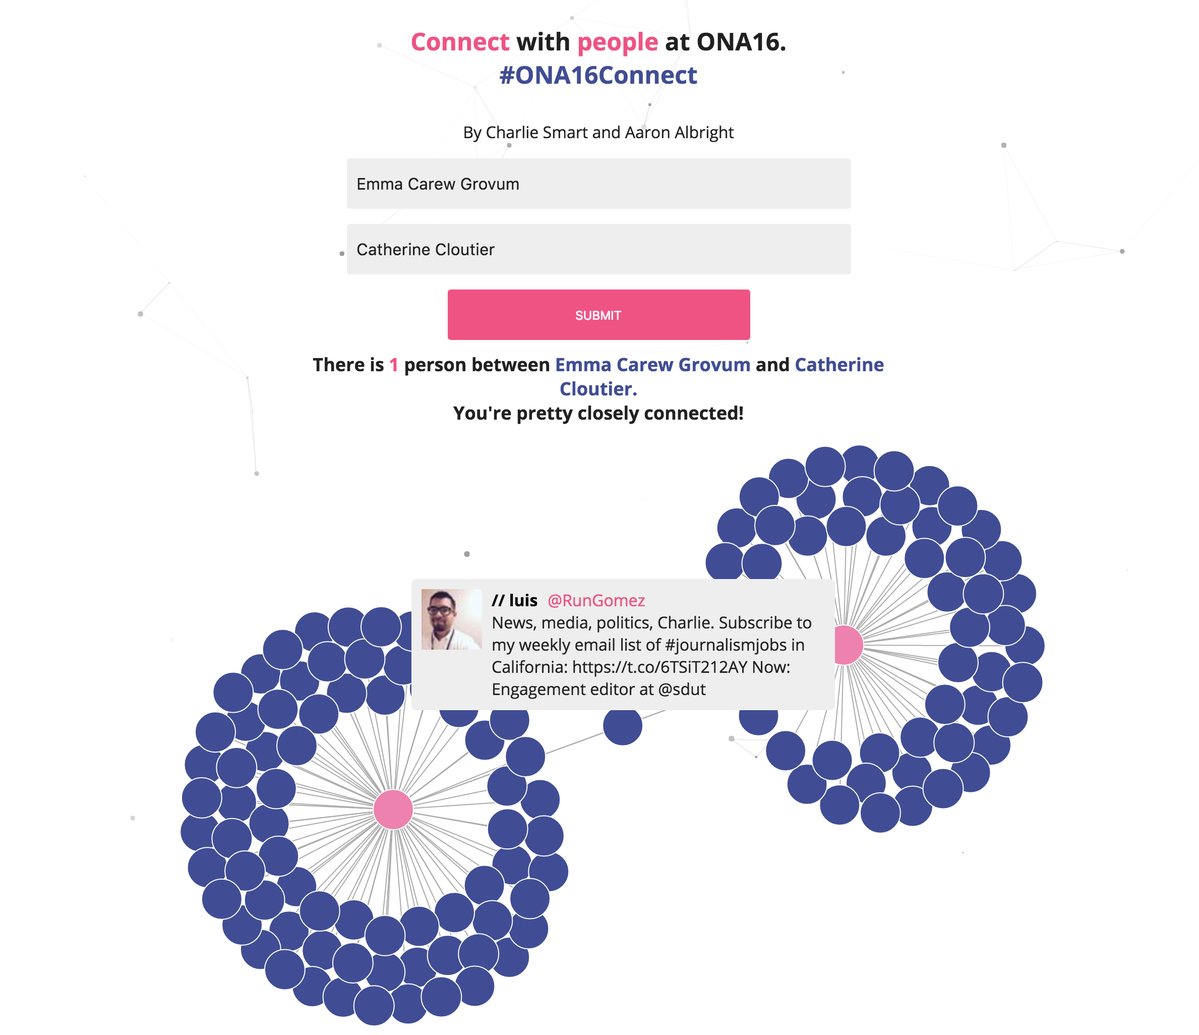 Connect with people at ONA16.
#ONA16Connect
By Charlie Smart and Aaron Albright
Emma Carew Grovum
Catherine Cloutier
SUBMIT
There is 1 person between Emma Carew Grovum and Catherine
Cloutier.
You're pretty closely connected!
// luis @RunGomez
News, media, politics, Charlie. Subscribe to
my weekly email list of #journalismjobs in
California: https://t.co/6TSiT212AY Now:
Engagement editor at @sdut